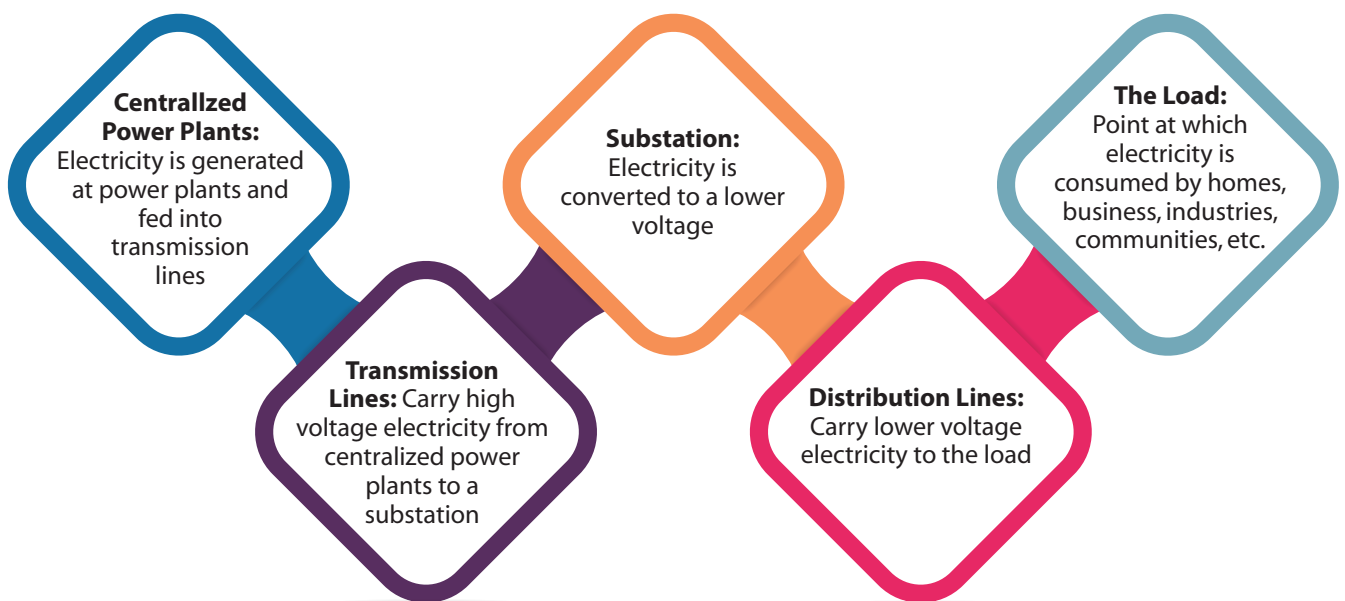 Centrallzed
Power Plants:
Electricity is generated
at power plants and
fed into
transmission
lines
Transmission
Lines: Carry high
voltage electricity from
centralized power
plants to a
substation
Substation:
Electricity is
converted to a lower
voltage
Distribution Lines:
Carry lower voltage
electricity to the load
The Load:
Point at which
electricity is
consumed by homes,
business, industries,
communities, etc.